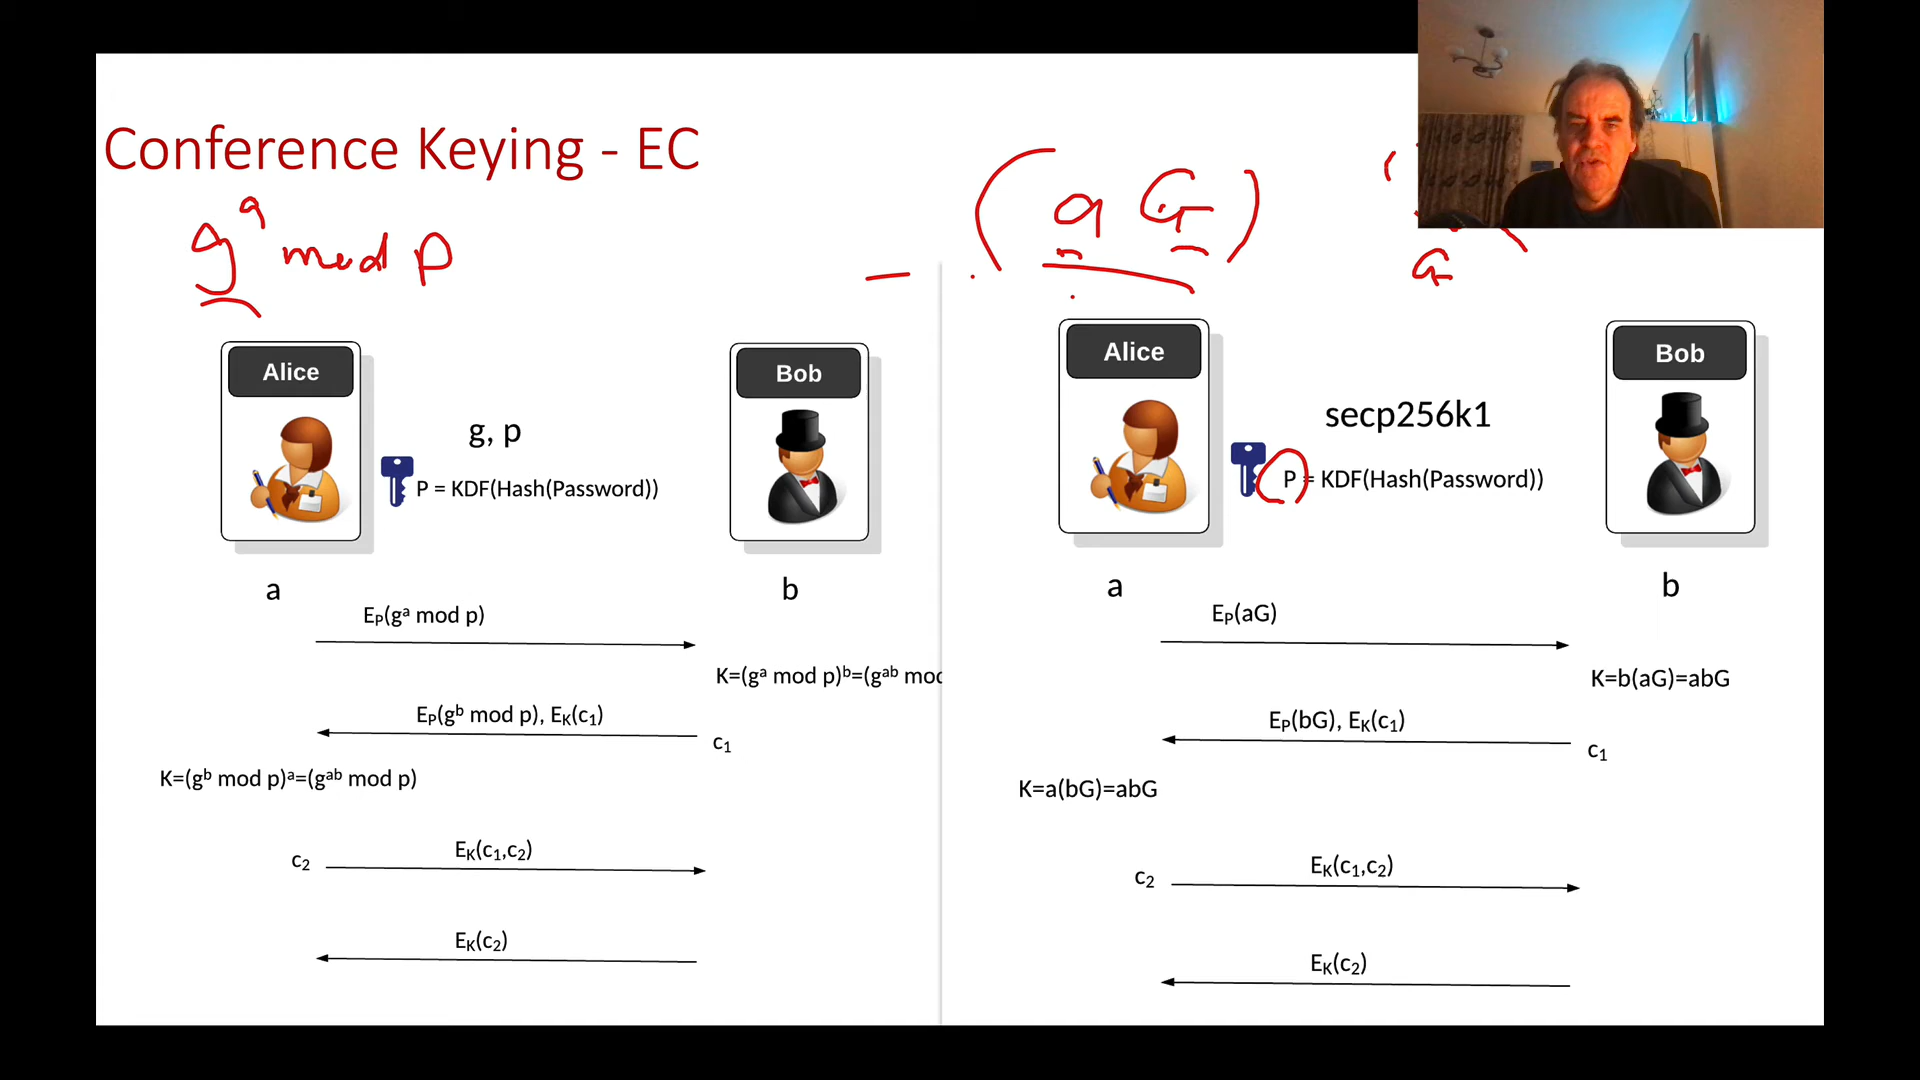 Conference Keying - EC
gᵃ mod p
(aG)
G
Alice
g, p
P = KDF(Hash(Password))
Bob
a
b
Eₚ(gᵃ mod p)
K=(gᵃ mod p)ᵇ=(gᵃᵇ mod
Eₚ(gᵇ mod p), Eₖ(c₁)
c₁
K=(gᵇ mod p)ᵃ=(gᵃᵇ mod p)
c₂
Eₖ(c₁,c₂)
Eₖ(c₂)
Alice
secp256k1
P = KDF(Hash(Password))
Bob
a
b
Eₚ(aG)
K=b(aG)=abG
Eₚ(bG), Eₖ(c₁)
c₁
K=a(bG)=abG
c₂
Eₖ(c₁,c₂)
Eₖ(c₂)